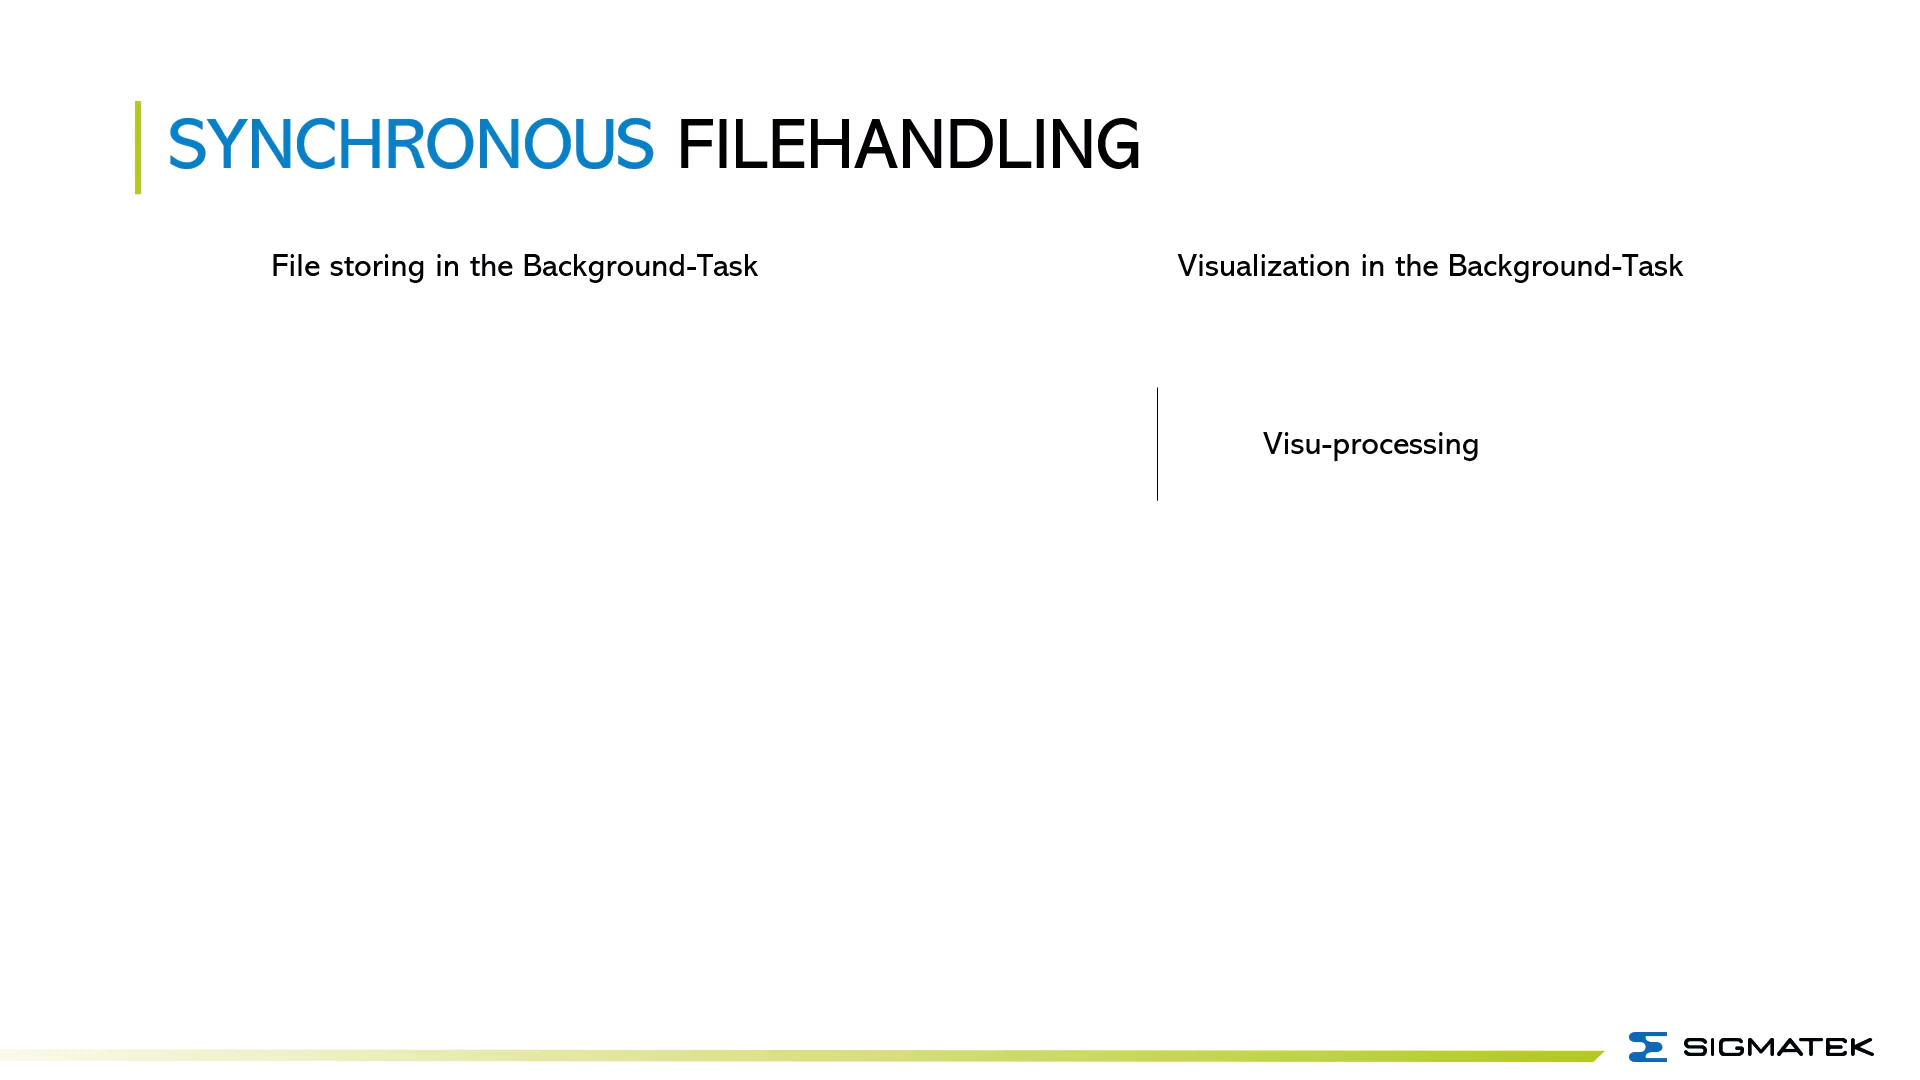 SYNCHRONOUS FILEHANDLING
File storing in the Background-Task
Visualization in the Background-Task
Visu-processing
SIGMATEK